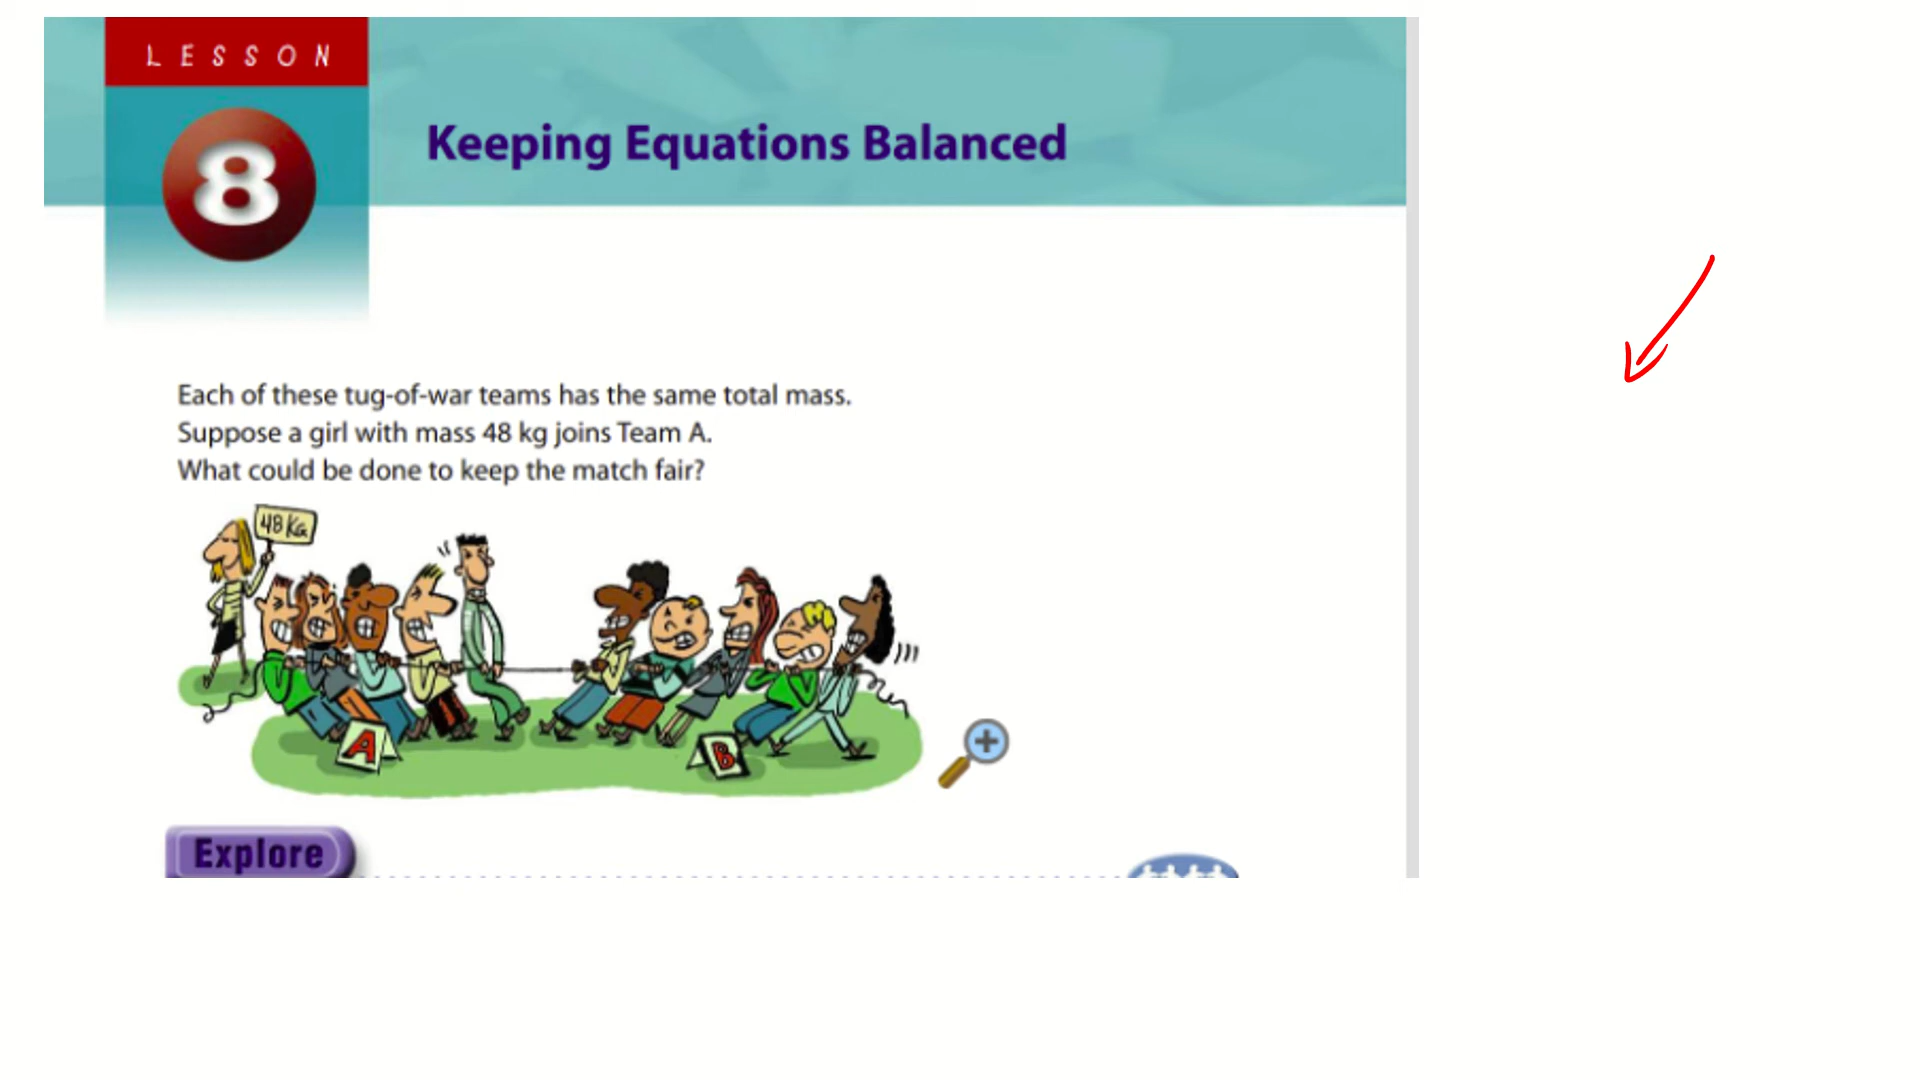 LESSON
8
Keeping Equations Balanced
Each of these tug-of-war teams has the same total mass.
Suppose a girl with mass 48 kg joins Team A.
What could be done to keep the match fair?
48 KG
A
B
Explore